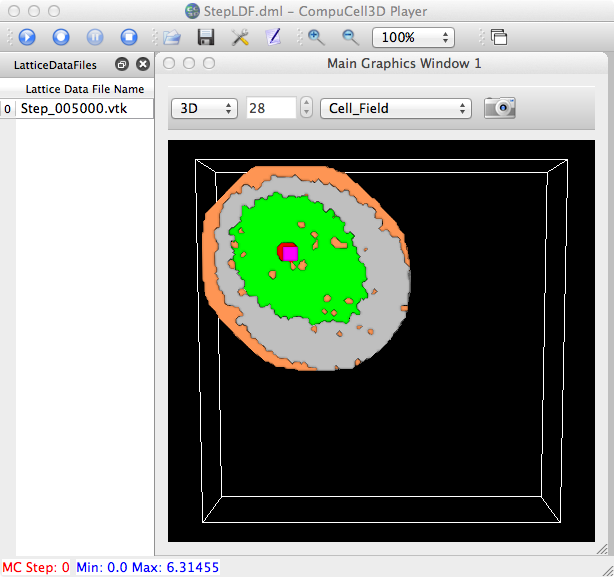 StepLDF.dml - CompuCell3D Player
100%
LatticeDataFiles
Lattice Data File Name
0 Step_005000.vtk
Main Graphics Window 1
3D 28 Cell_Field
MC Step: 0 Min: 0.0 Max: 6.31455